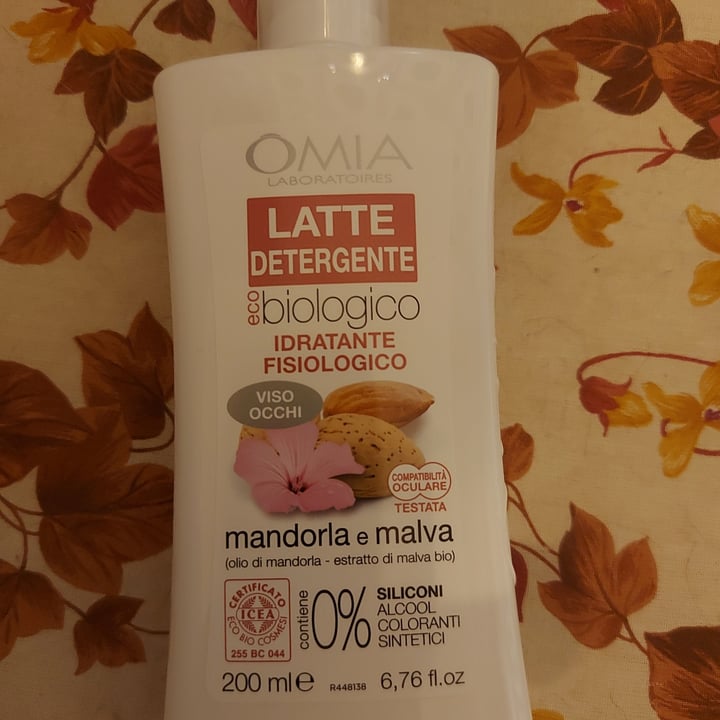 OMIA
LABORATOIRES
LATTE
DETERGENTE
eco biologico
IDRATANTE
FISIOLOGICO
VISO
OCCHI
COMPATIBILITÀ
OCULARE
TESTATA
mandorla e malva
(olio di mandorla - estratto di malva bio)
CERTIFICATO
ICEA
ECO BIO COSMESI
255 BC 044
contiene
0%
SILICONI
ALCOOL
COLORANTI
SINTETICI
200 ml e
R448138
6,76 fl.oz